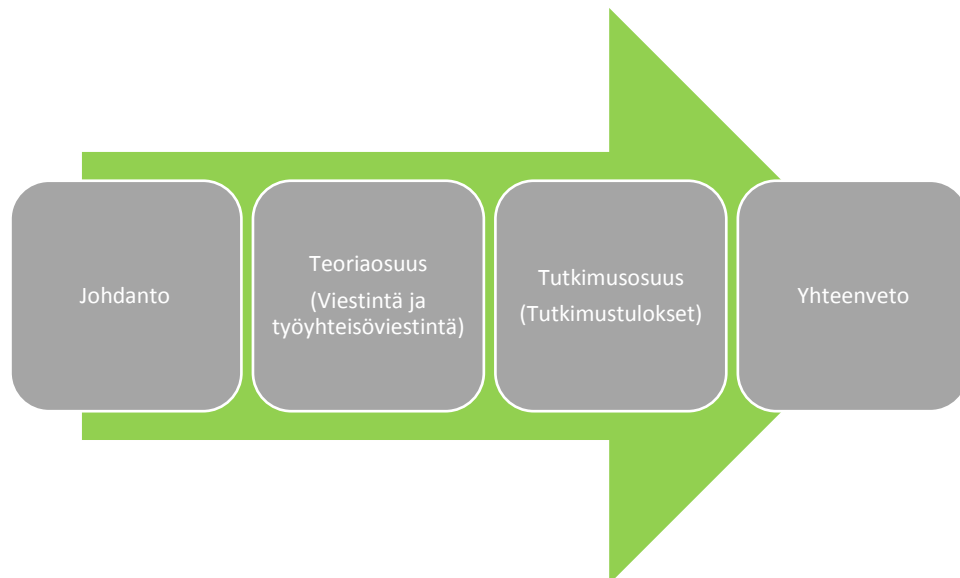 Johdanto
Teoriaosuus
(Viestintä ja
työyhteisöviestintä)
Tutkimusosuus
(Tutkimustulokset)
Yhteenveto